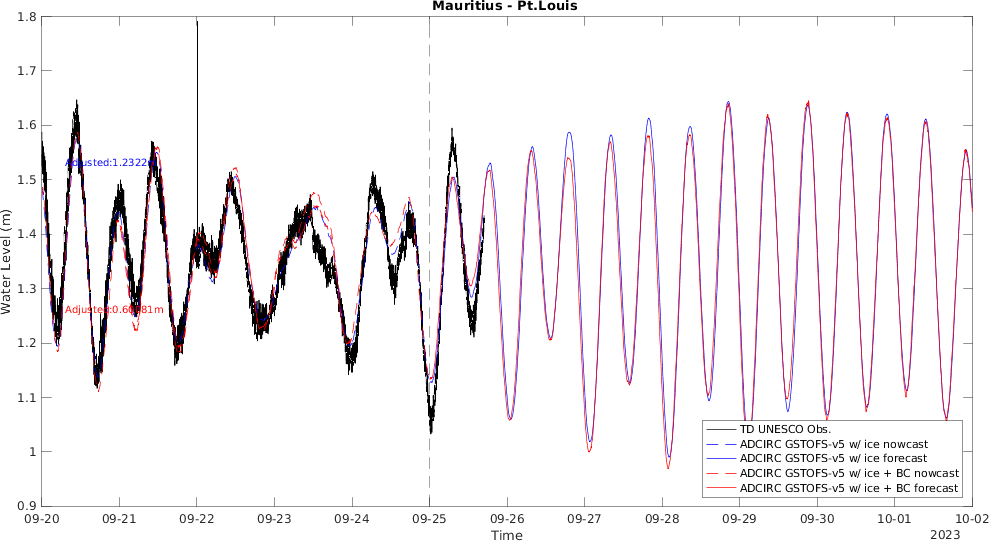 Mauritius - Pt.Louis
1.8
1.7
1.6
1.5
1.4
1.3
1.2
1.1
1
0.9
Water Level (m)
Adjusted:1.2322m
TD UNESCO Obs.
ADCIRC GSTOFS-v5 w/ ice nowcast
ADCIRC GSTOFS-v5 w/ ice forecast
ADCIRC GSTOFS-v5 w/ ice + BC nowcast
ADCIRC GSTOFS-v5 w/ ice + BC forecast
09-20
09-21
09-22
09-23
09-24
09-25
09-26
09-27
09-28
09-29
09-30
10-01
10-02
Time
2023